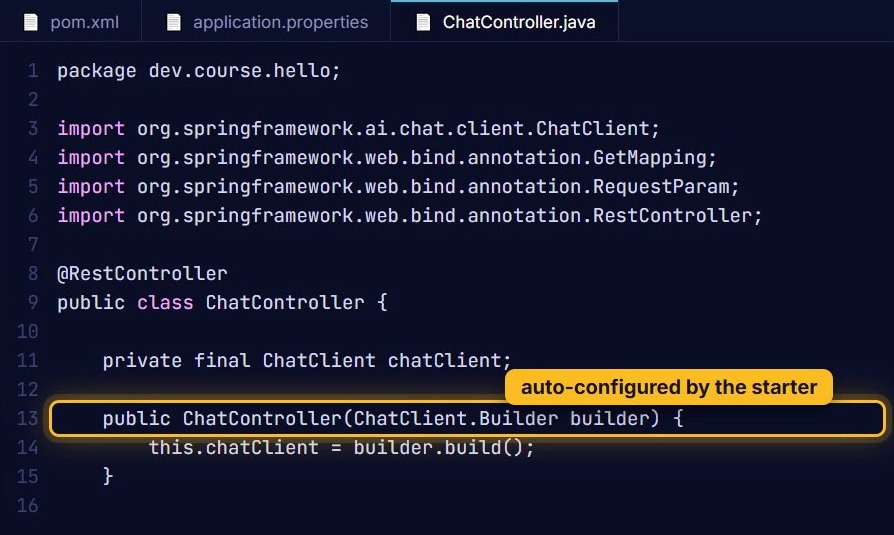 pom.xml
application.properties
ChatController.java
1 package dev.course.hello;
2
3 import org.springframework.ai.chat.client.ChatClient;
4 import org.springframework.web.bind.annotation.GetMapping;
5 import org.springframework.web.bind.annotation.RequestParam;
6 import org.springframework.web.bind.annotation.RestController;
7
8 @RestController
9 public class ChatController {
10
11 private final ChatClient chatClient;
auto-configured by the starter
12
13 public ChatController(ChatClient.Builder builder) {
14 this.chatClient = builder.build();
15 }
16